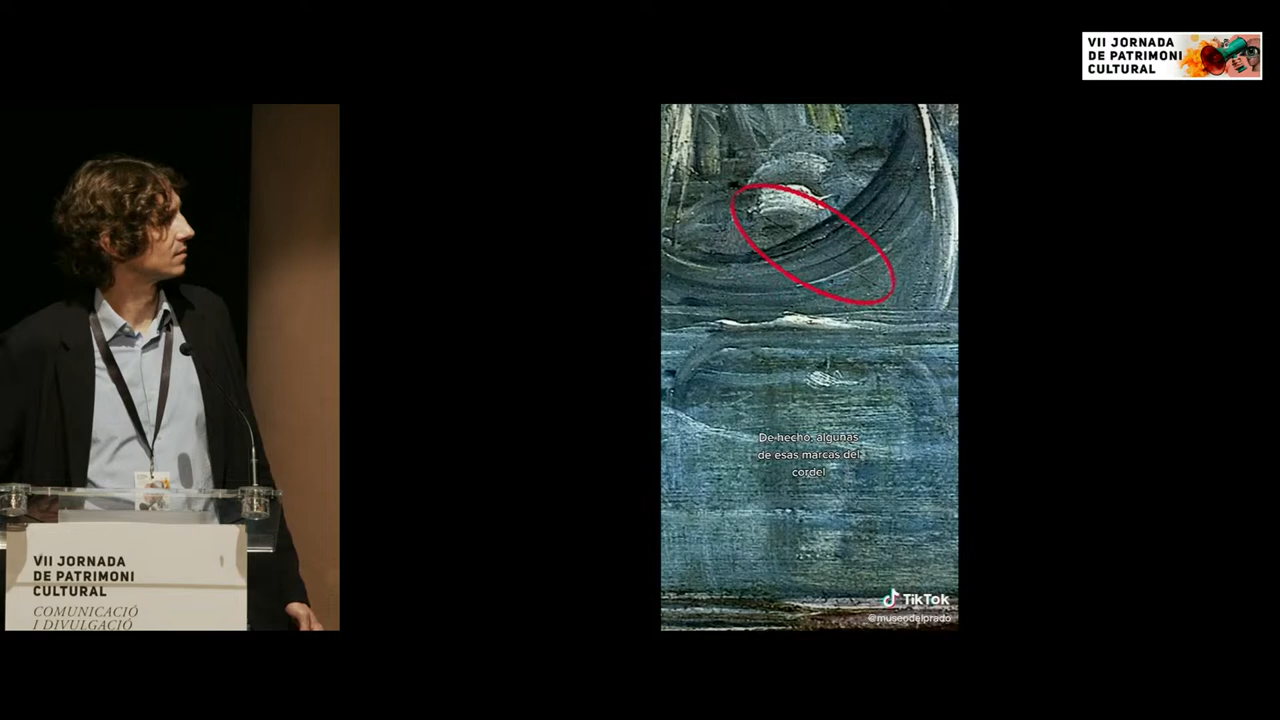 VII JORNADA
DE PATRIMONI
CULTURAL
De hecho, algunas
de esas marcas del
cordel
TikTok
@museodelprado
VII JORNADA
DE PATRIMONI
CULTURAL
COMUNICACIÓ
I DIVULGACIÓ